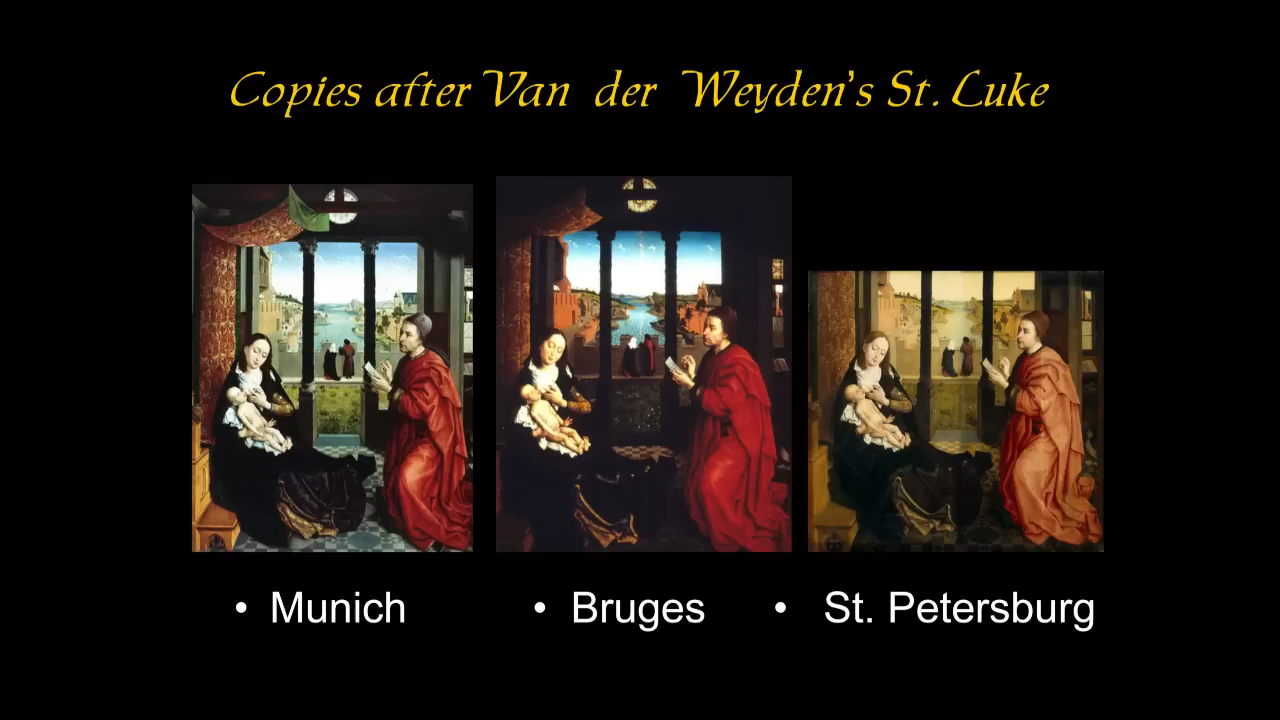 Copies after Van der Weyden's St. Luke
• Munich
• Bruges
• St. Petersburg